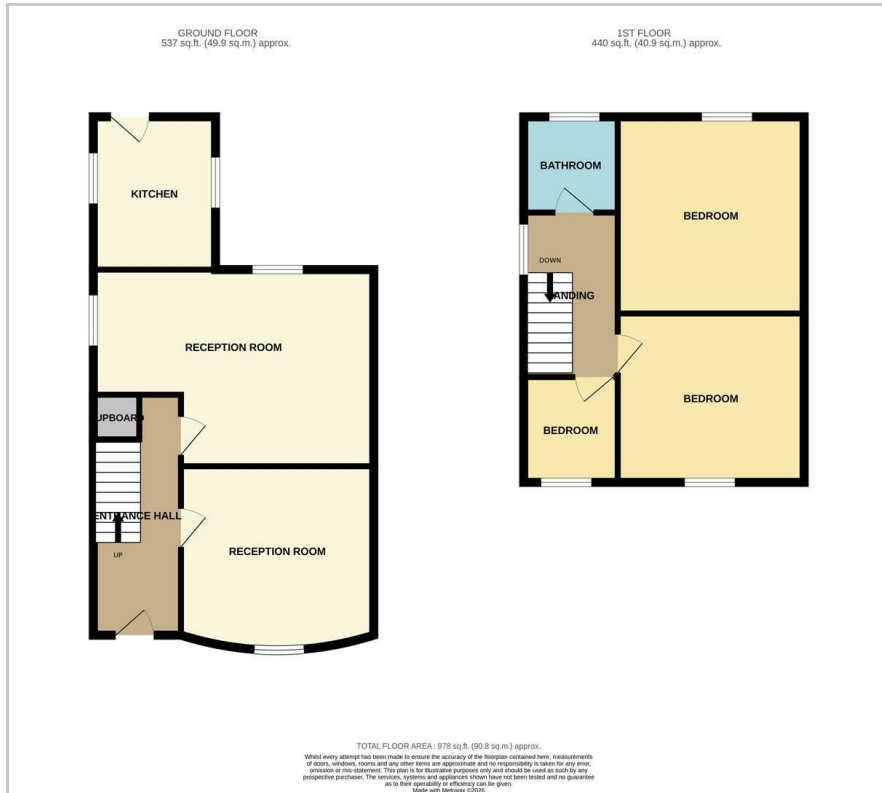 GROUND FLOOR
537 sq.ft. (49.9 sq.m.) approx.
KITCHEN
RECEPTION ROOM
UPBOARD
ENTRANCE HALL
UP
RECEPTION ROOM
1ST FLOOR
440 sq.ft. (40.9 sq.m.) approx.
BATHROOM
BEDROOM
DOWN
LANDING
BEDROOM
BEDROOM
TOTAL FLOOR AREA : 978 sq.ft. (90.8 sq.m.) approx.
Whilst every attempt has been made to ensure the accuracy of the floorplan contained here, measurements
of doors, windows, rooms and any other items are approximate and no responsibility is taken for any error,
omission or mis-statement. This plan is for illustrative purposes only and should be used as such by any
prospective purchaser. The services, systems and appliances shown have not been tested and no guarantee
as to their operability or efficiency can be given.
Made with Metropix ©2026